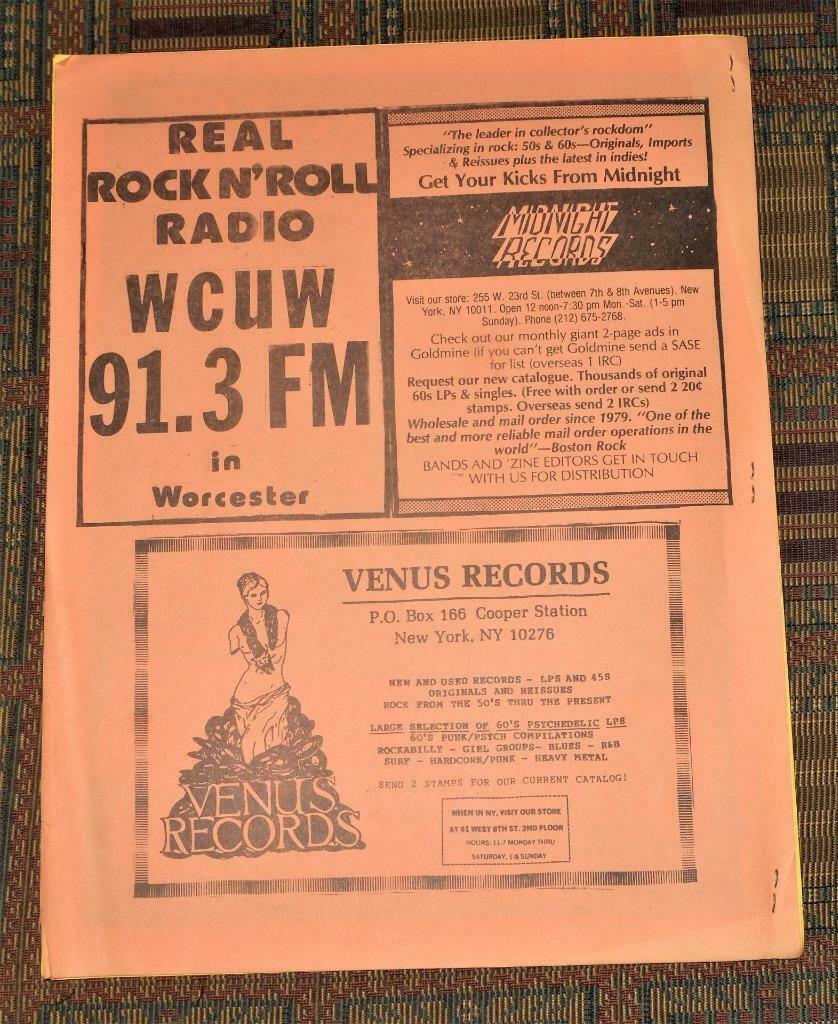 REAL
ROCK N'ROLL
RADIO
WCUW
91.3 FM
in
Worcester
"The leader in collector's rockdom"
Specializing in rock: 50s & 60s—Originals, Imports
& Reissues plus the latest in indies!
Get Your Kicks From Midnight
MIDNIGHT
RECORDS
Visit our store: 255 W. 23rd St. (between 7th & 8th Avenues), New
York, NY 10011. Open 12 noon-7:30 pm Mon.-Sat. (1-5 pm
Sunday). Phone (212) 675-2768.
Check out our monthly giant 2-page ads in
Goldmine (if you can't get Goldmine send a SASE
for list (overseas 1 IRC)
Request our new catalogue. Thousands of original
60s LPs & singles. (Free with order or send 2 20¢
stamps. Overseas send 2 IRCs)
Wholesale and mail order since 1979. "One of the
best and more reliable mail order operations in the
world"—Boston Rock
BANDS AND 'ZINE EDITORS GET IN TOUCH
WITH US FOR DISTRIBUTION
VENUS RECORDS
P.O. Box 166 Cooper Station
New York, NY 10276
NEW AND USED RECORDS - LPS AND 45S
ORIGINALS AND REISSUES
ROCK FROM THE 50'S THRU THE PRESENT
LARGE SELECTION OF 60'S PSYCHEDELIC LPS
60'S PUNK/PSYCH COMPILATIONS
ROCKABILLY - GIRL GROUPS- BLUES - R&B
SURF - HARDCORE/PUNK - HEAVY METAL
SEND 2 STAMPS FOR OUR CURRENT CATALOG!
VENUS
RECORDS
WHEN IN NY, VISIT OUR STORE
AT 61 WEST 8TH ST. 2ND FLOOR
HOURS: 11-7 MONDAY THRU
SATURDAY, 1-6 SUNDAY